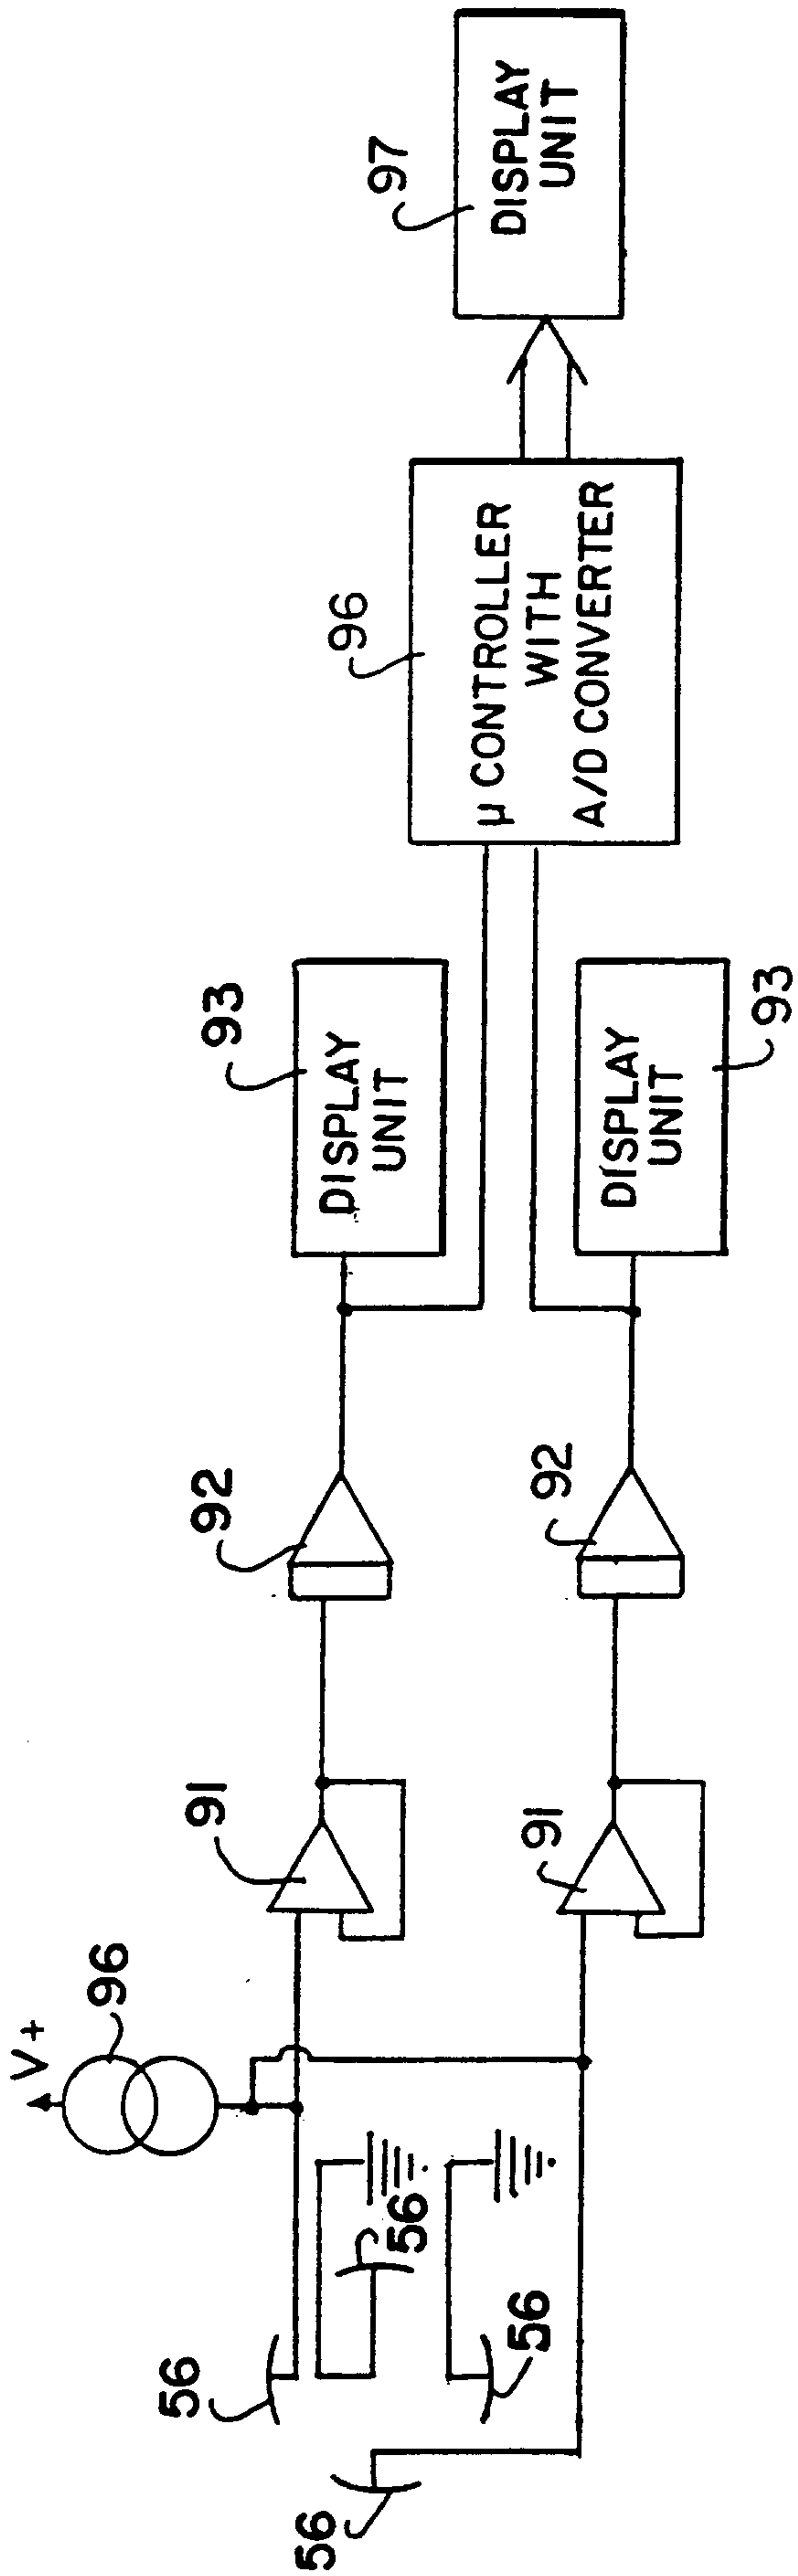 V+
96
56
56
56
56
91
91
92
92
93
DISPLAY
UNIT
DISPLAY
UNIT
93
96
µ CONTROLLER
WITH
A/D CONVERTER
97
DISPLAY
UNIT